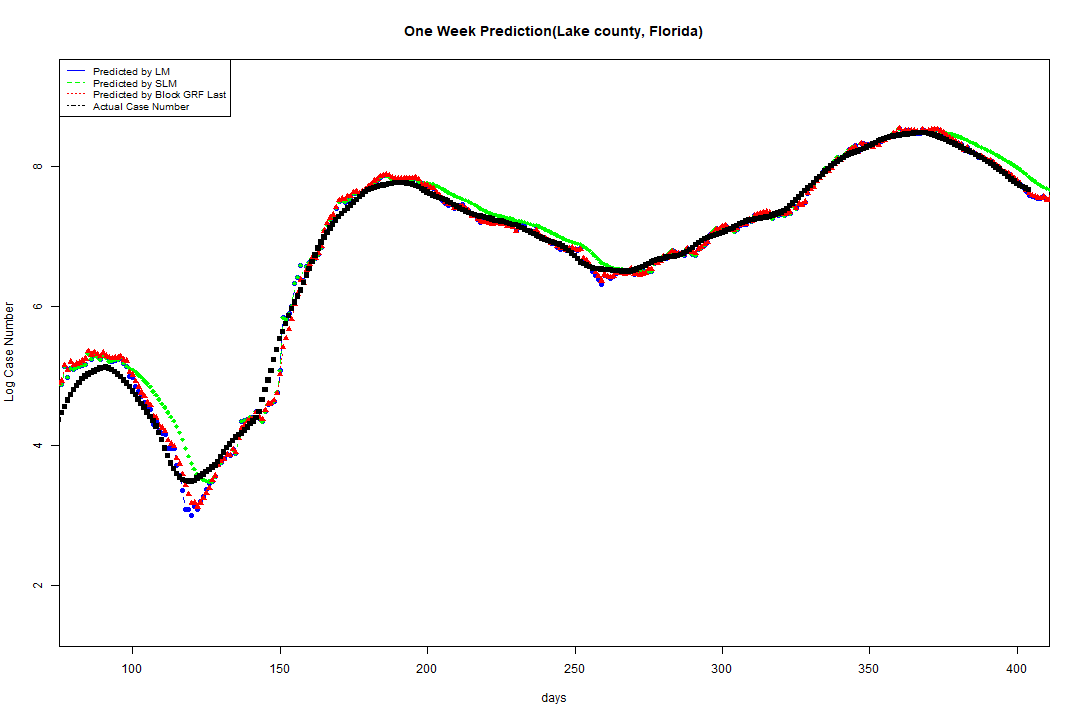 One Week Prediction(Lake county, Florida)
Predicted by LM
Predicted by SLM
Predicted by Block GRF Last
Actual Case Number
8
6
4
2
Log Case Number
100 150 200 250 300 350 400
days